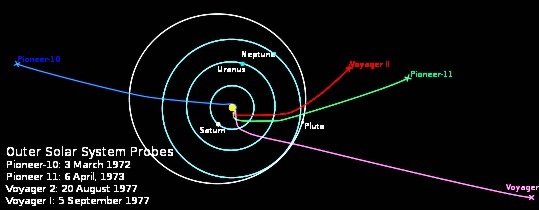 Neptune
Pioneer-10
Voyager II
Uranus
Pioneer-11
Pluto
Saturn
Outer Solar System Probes
Pioneer-10: 3 March 1972
Pioneer 11: 6 April, 1973
Voyager 2: 20 August 1977
Voyager I: 5 September 1977
Voyager